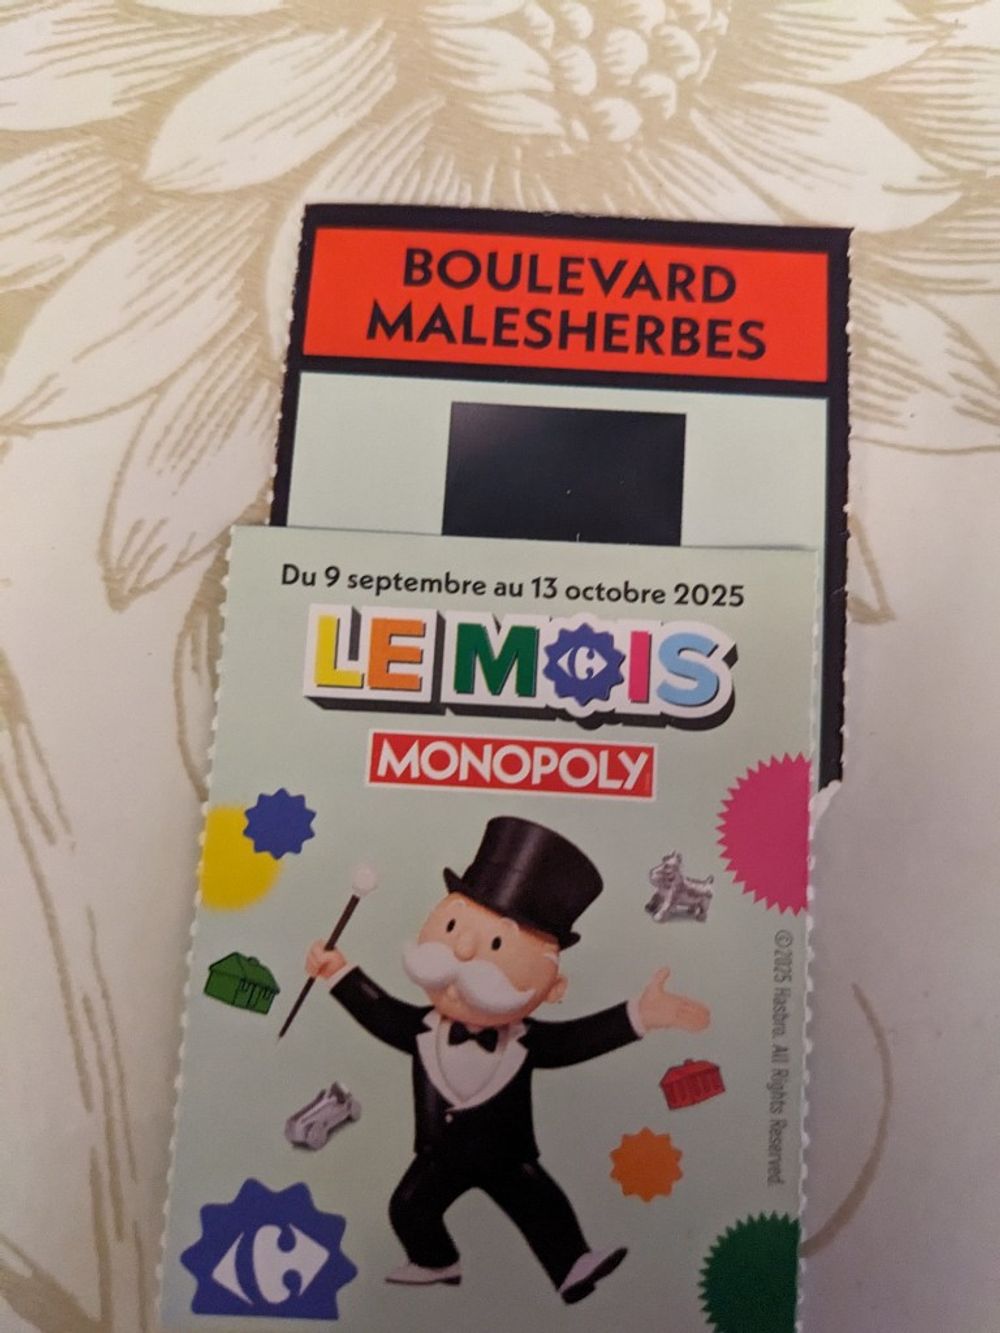 BOULEVARD
MALESHERBES
Du 9 septembre au 13 octobre 2025
LE MOIS
MONOPOLY
©2025 Hasbro. All Rights Reserved.